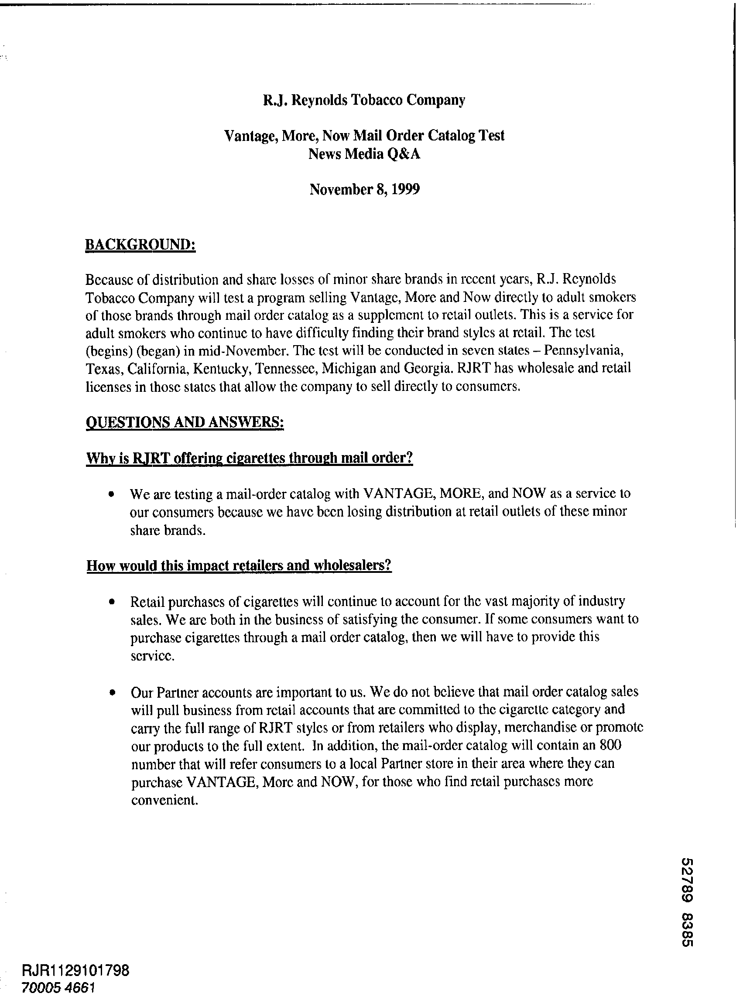 R.J. Reynolds Tobacco Company
Vantage, More, Now Mail Order Catalog Test
News Media Q&A
November 8, 1999
BACKGROUND:
Because of distribution and share losses of minor share brands in recent years, R.J. Reynolds
Tobacco Company will test a program selling Vantage, More and Now directly to adult smokers
of those brands through mail order catalog as a supplement to retail outlets. This is a service for
adult smokers who continue to have difficulty finding their brand styles at retail. The test
(begins) (began) in mid-November. The test will be conducted in seven states – Pennsylvania,
Texas, California, Kentucky, Tennessee, Michigan and Georgia. RJRT has wholesale and retail
licenses in those states that allow the company to sell directly to consumers.
QUESTIONS AND ANSWERS:
Why is RJRT offering cigarettes through mail order?
• We are testing a mail-order catalog with VANTAGE, MORE, and NOW as a service to
our consumers because we have been losing distribution at retail outlets of these minor
share brands.
How would this impact retailers and wholesalers?
• Retail purchases of cigarettes will continue to account for the vast majority of industry
sales. We are both in the business of satisfying the consumer. If some consumers want to
purchase cigarettes through a mail order catalog, then we will have to provide this
service.
• Our Partner accounts are important to us. We do not believe that mail order catalog sales
will pull business from retail accounts that are committed to the cigarette category and
carry the full range of RJRT styles or from retailers who display, merchandise or promote
our products to the full extent. In addition, the mail-order catalog will contain an 800
number that will refer consumers to a local Partner store in their area where they can
purchase VANTAGE, More and NOW, for those who find retail purchases more
convenient.
52789 8385
RJR1129101798
70005 4661